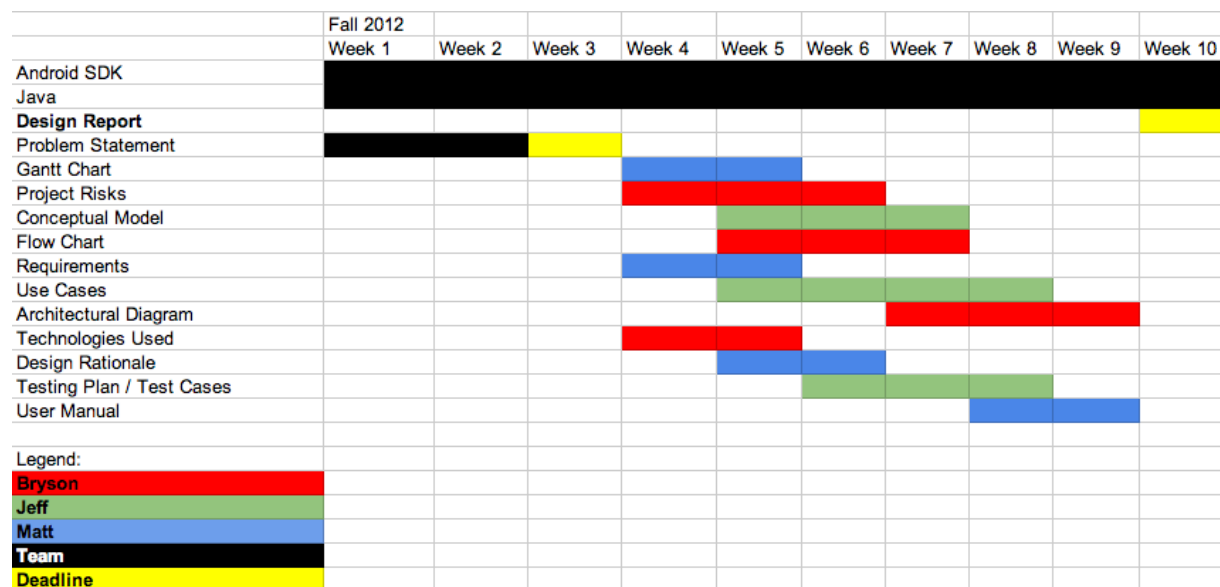 Fall 2012
Week 1 Week 2 Week 3 Week 4 Week 5 Week 6 Week 7 Week 8 Week 9 Week 10
Android SDK
Java
Design Report
Problem Statement
Gantt Chart
Project Risks
Conceptual Model
Flow Chart
Requirements
Use Cases
Architectural Diagram
Technologies Used
Design Rationale
Testing Plan / Test Cases
User Manual
Legend:
Bryson
Jeff
Matt
Team
Deadline